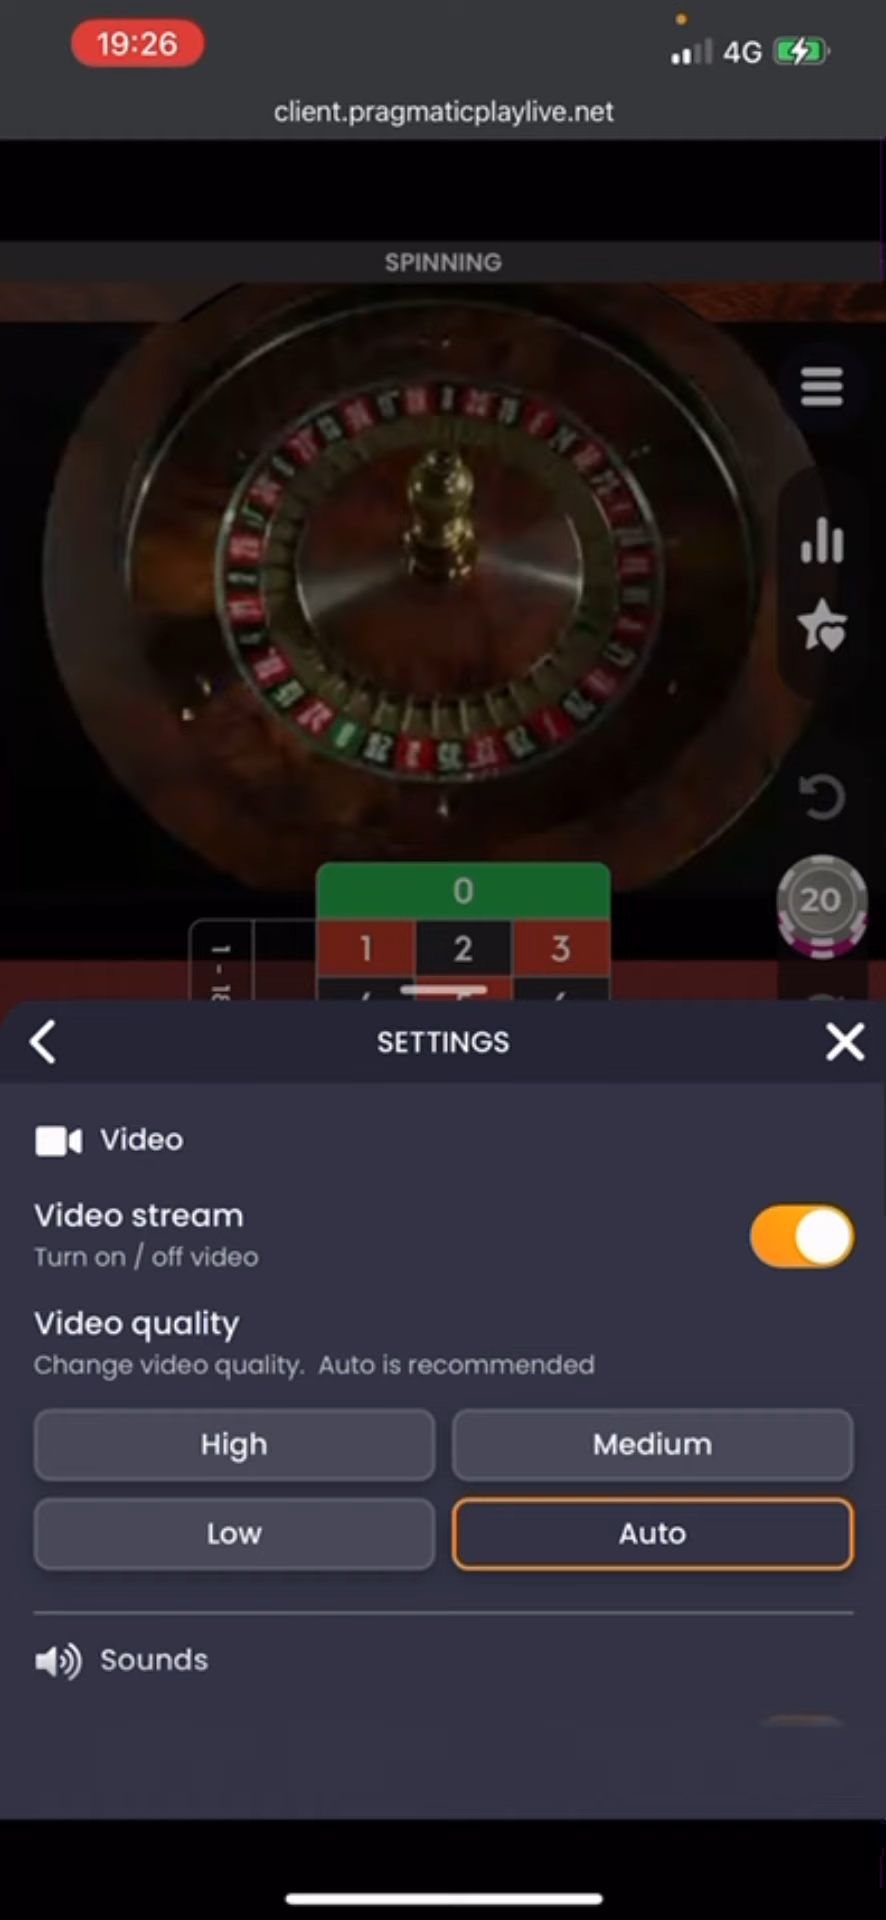 19:26
4G
client.pragmaticplaylive.net
SPINNING
20
0
1 2 3
SETTINGS
Video
Video stream
Turn on / off video
Video quality
Change video quality. Auto is recommended
High Medium
Low Auto
Sounds